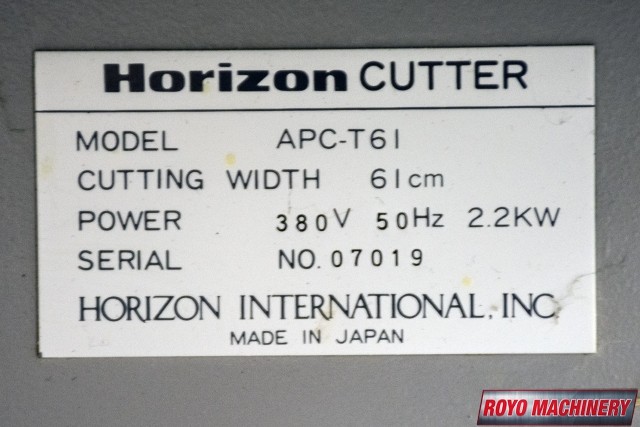 Horizon CUTTER
MODEL APC-T61
CUTTING WIDTH 61cm
POWER 380V 50Hz 2.2KW
SERIAL NO. 07019
HORIZON INTERNATIONAL, INC.
MADE IN JAPAN
ROYO MACHINERY